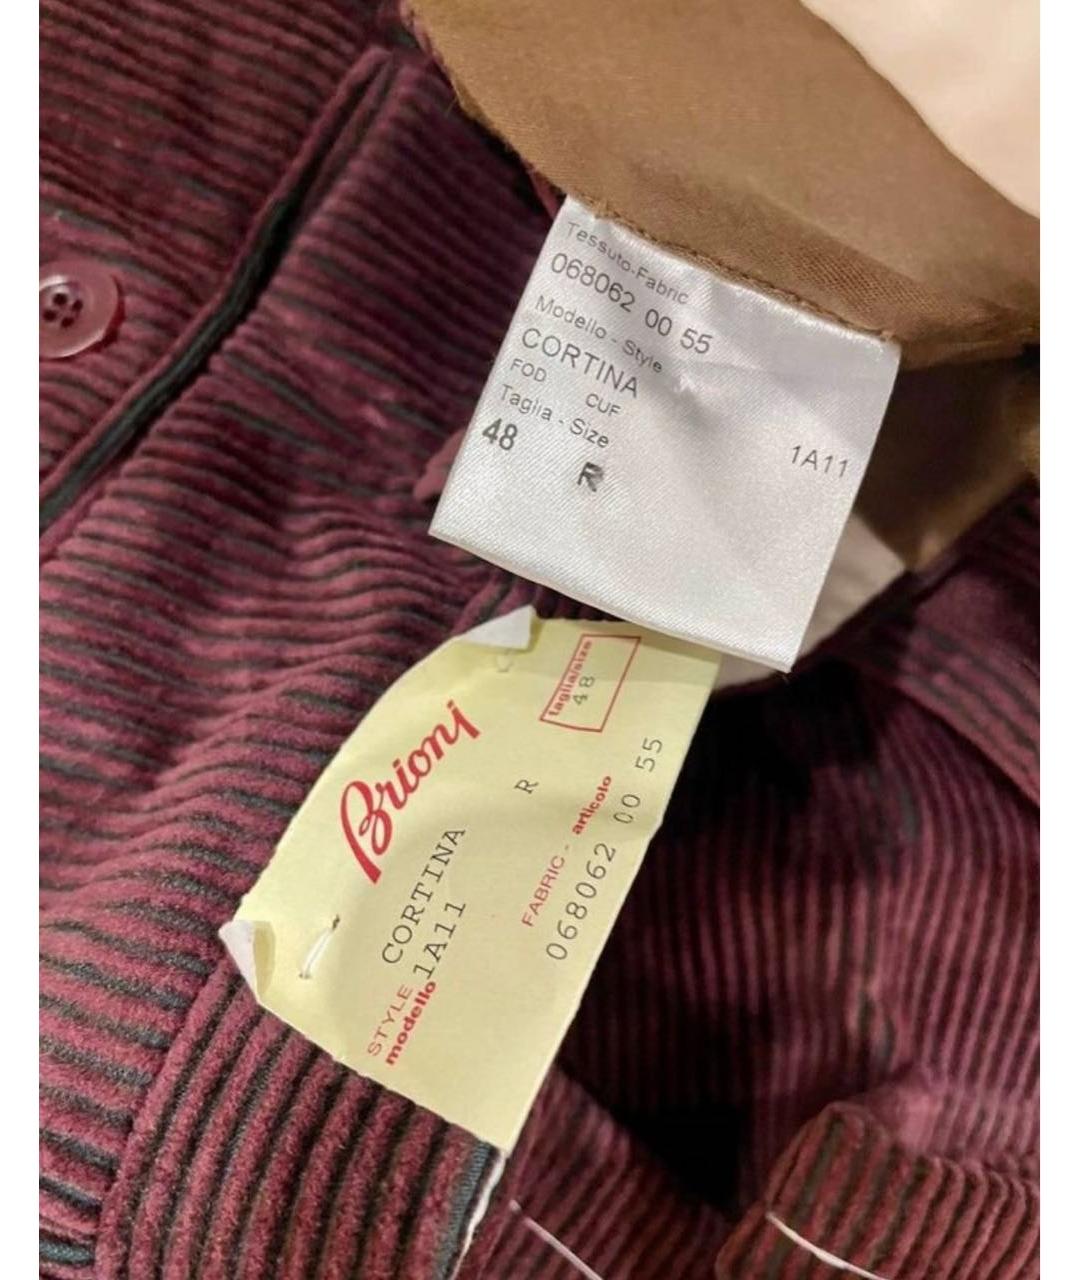 Tessuto-Fabric
068062 00 55
Modello - Style
CORTINA 1A11
FOD CUF
Taglia - Size
48 R
Brioni
taglia/size
48
STYLE CORTINA R
modello 1A11
FABRIC - articolo
068062 00 55